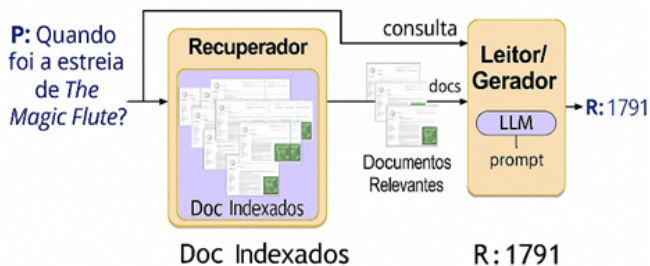 P: Quando
foi a estreia
de The
Magic Flute?
Recuperador
Doc Indexados
consulta
docs
Documentos
Relevantes
Leitor/
Gerador
LLM
prompt
R: 1791
Doc Indexados
R: 1791